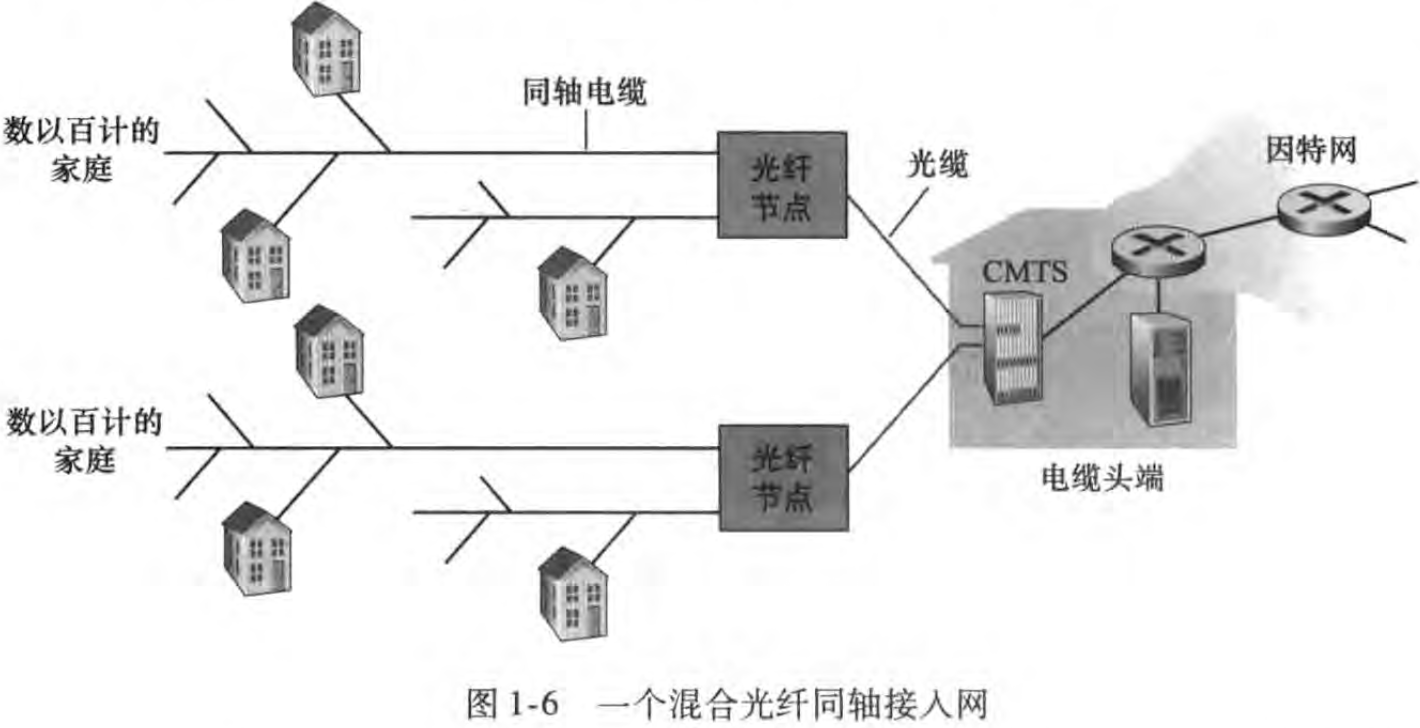 同轴电缆
数以百计的
家庭
光纤
节点
光缆
因特网
CMTS
数以百计的
家庭
光纤
节点
电缆头端
图 1-6 一个混合光纤同轴接入网